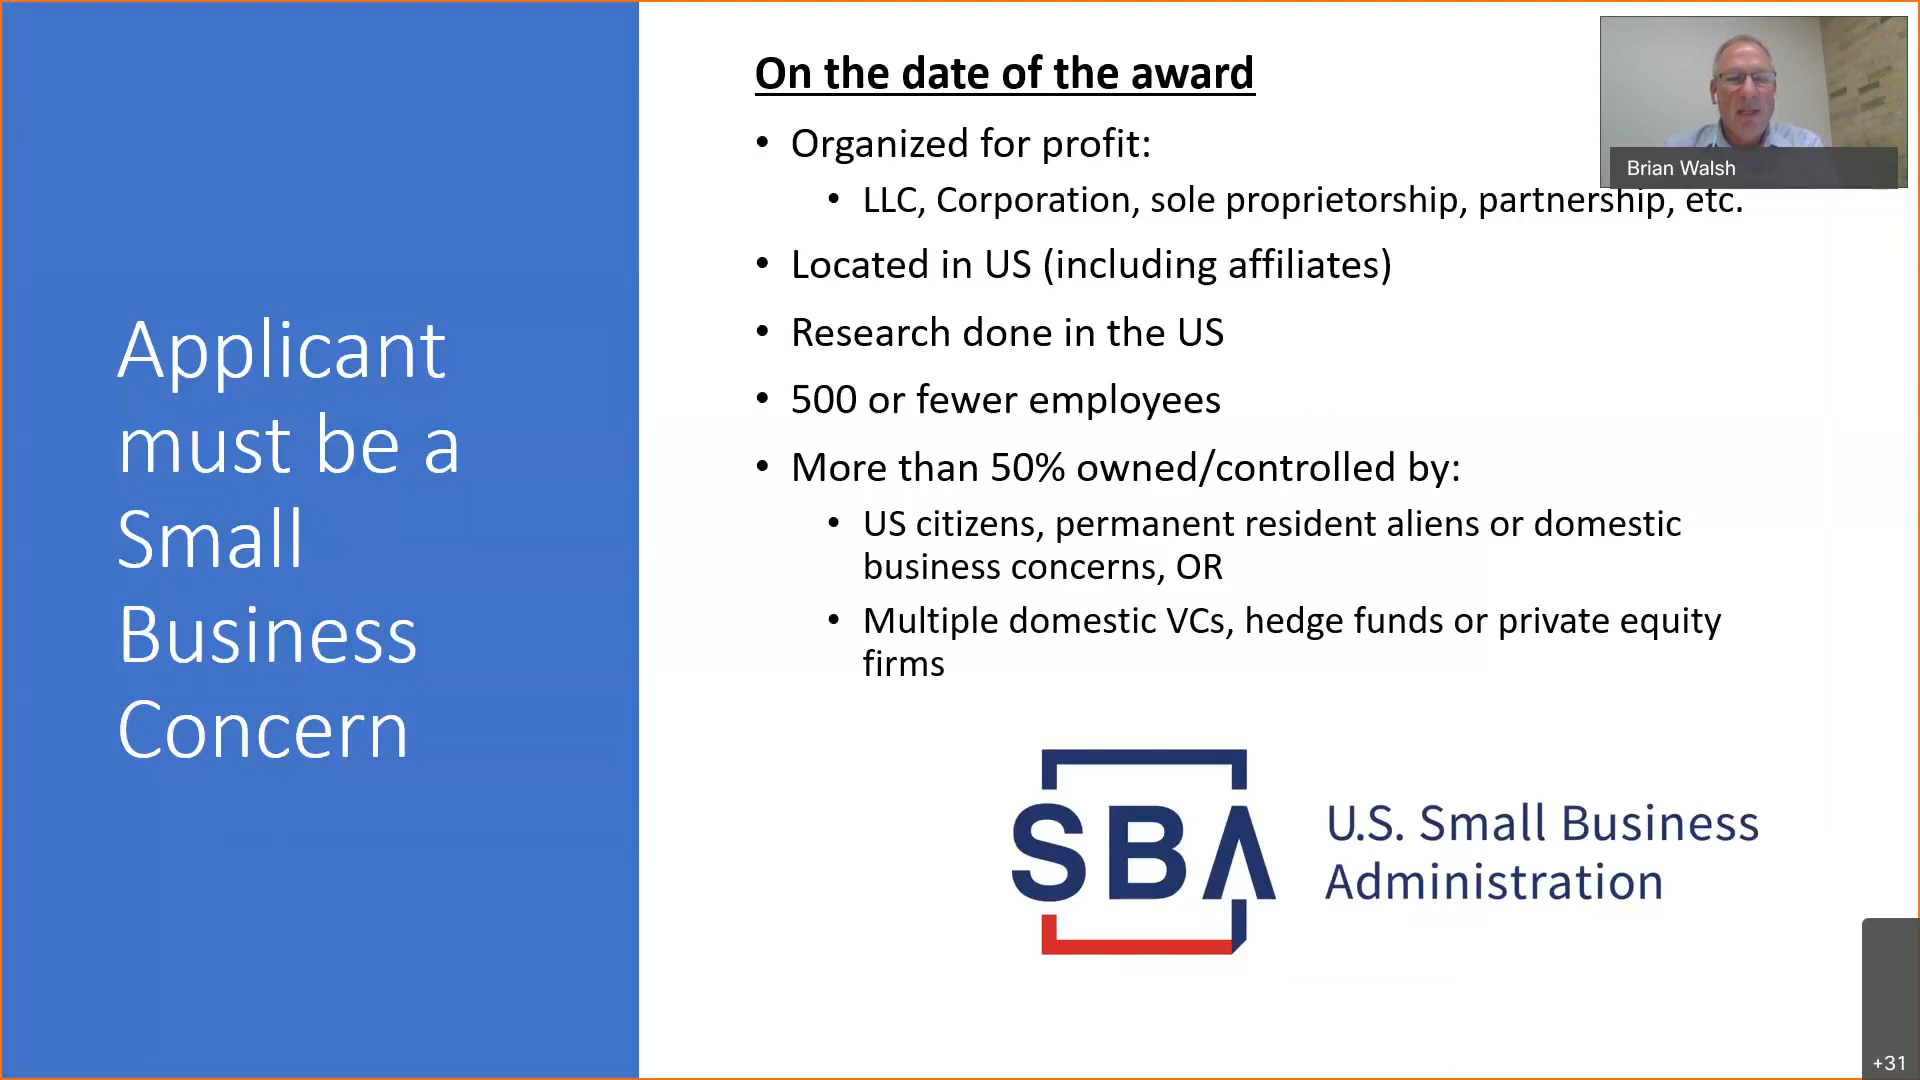 Applicant
must be a
Small
Business
Concern
On the date of the award
• Organized for profit:
• LLC, Corporation, sole proprietorship, partnership, etc.
• Located in US (including affiliates)
• Research done in the US
• 500 or fewer employees
• More than 50% owned/controlled by:
• US citizens, permanent resident aliens or domestic
business concerns, OR
• Multiple domestic VCs, hedge funds or private equity
firms
SBA
U.S. Small Business
Administration
Brian Walsh
+31